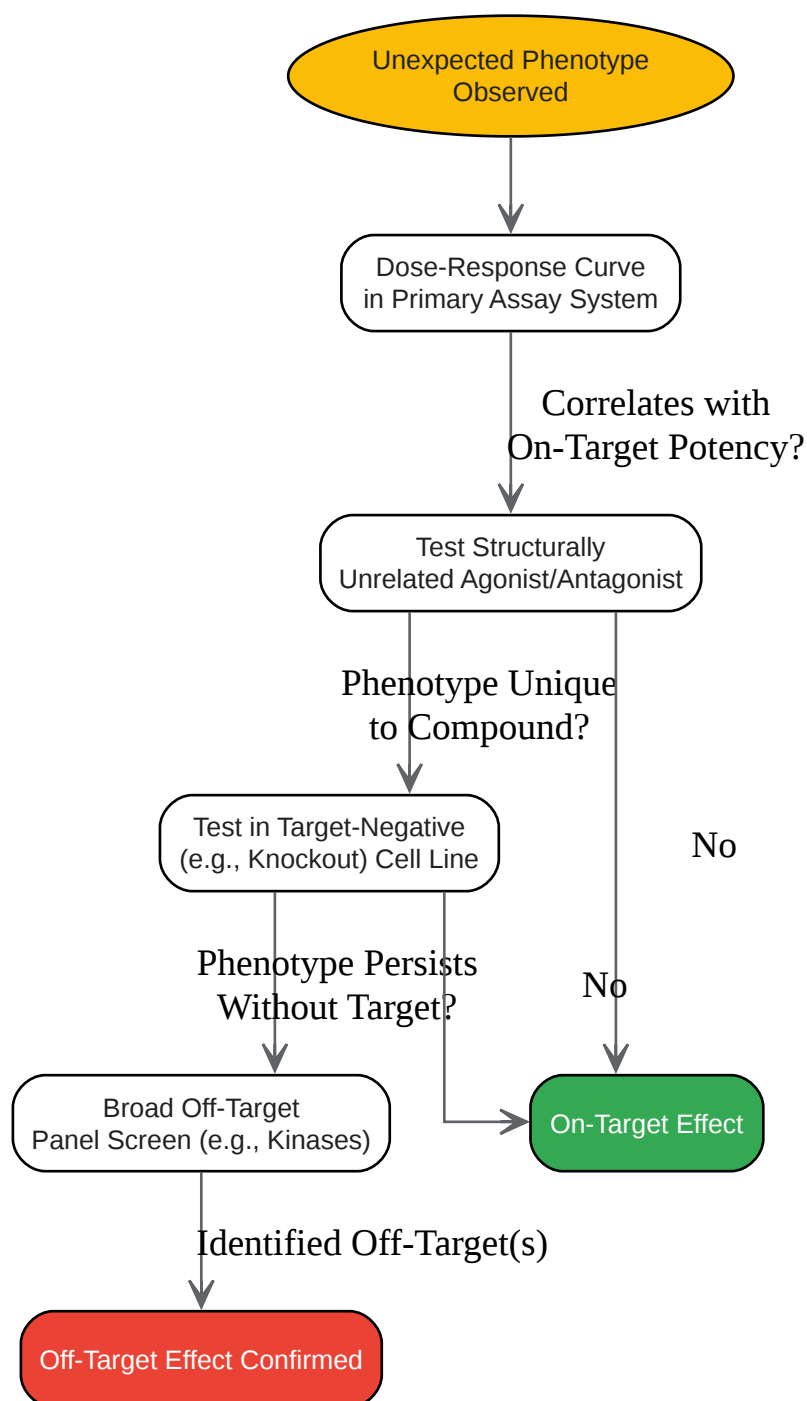 Unexpected Phenotype
Observed
Dose-Response Curve
in Primary Assay System
Correlates with
On-Target Potency?
Test Structurally
Unrelated Agonist/Antagonist
Phenotype Unique
to Compound?
Test in Target-Negative
(e.g., Knockout) Cell Line
No
Phenotype Persists
Without Target?
No
Broad Off-Target
Panel Screen (e.g., Kinases)
On-Target Effect
Identified Off-Target(s)
Off-Target Effect Confirmed